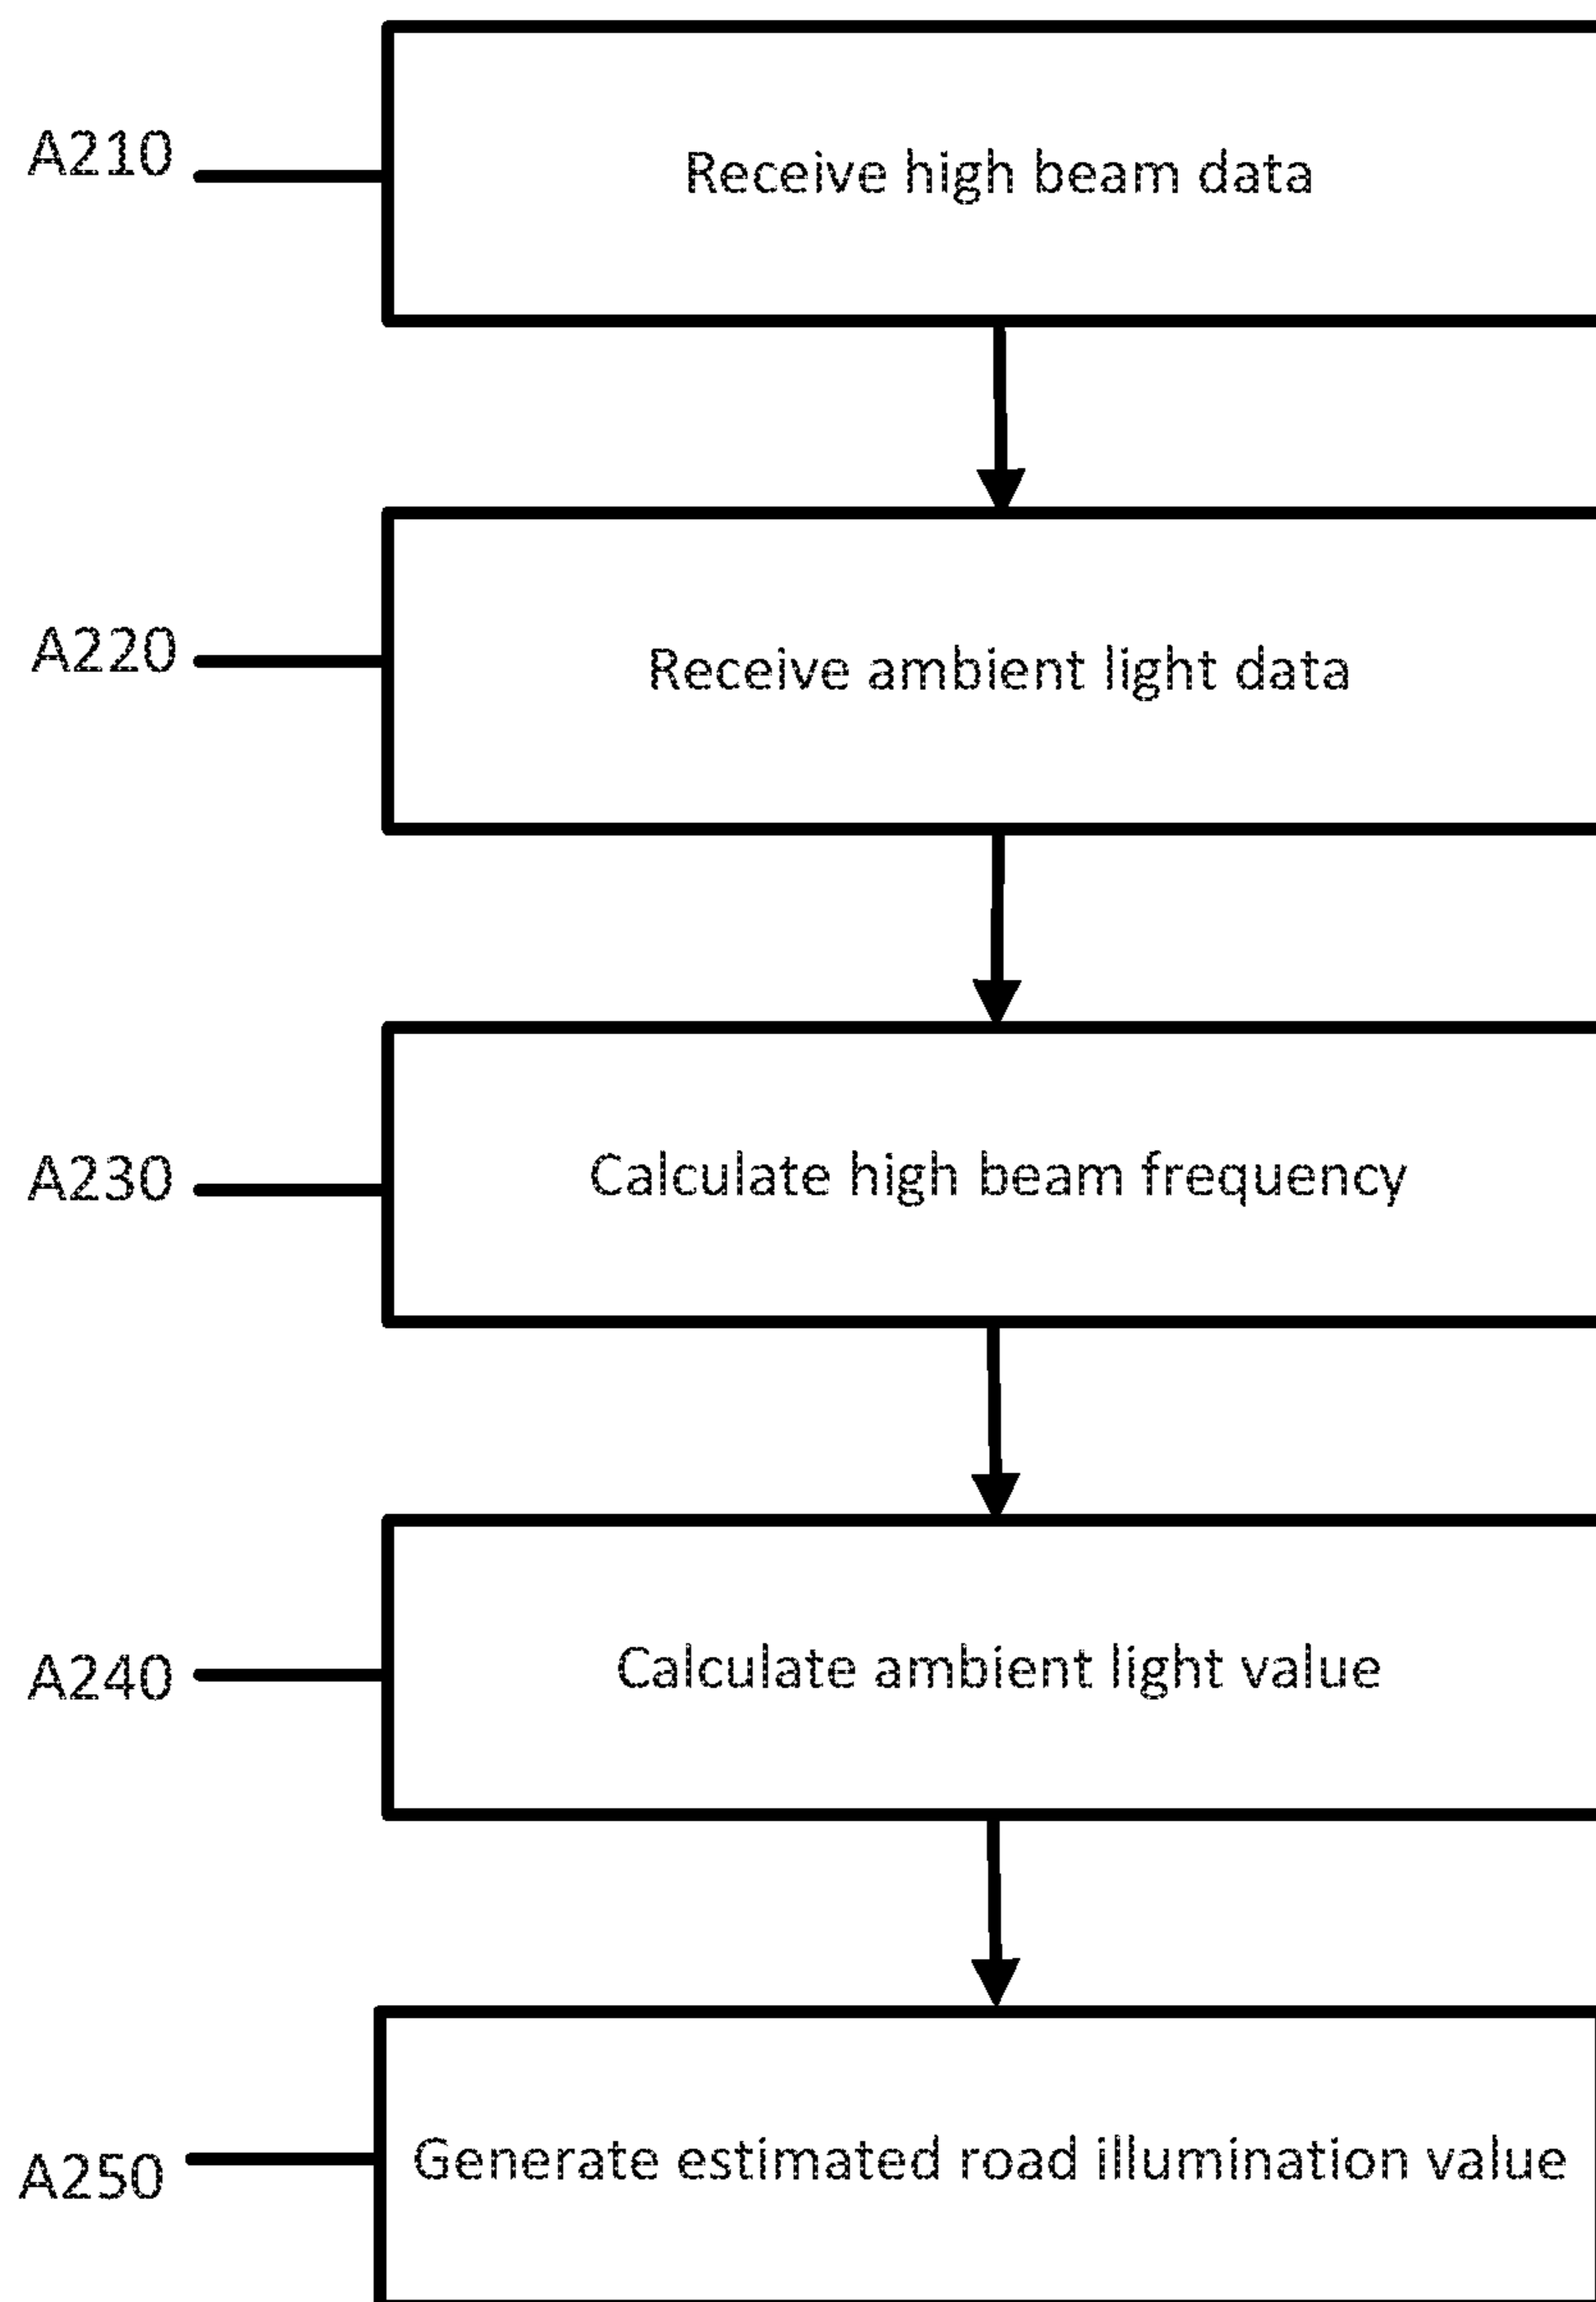 A210
Receive high beam data
A220
Receive ambient light data
A230
Calculate high beam frequency
A240
Calculate ambient light value
A250
Generate estimated road illumination value